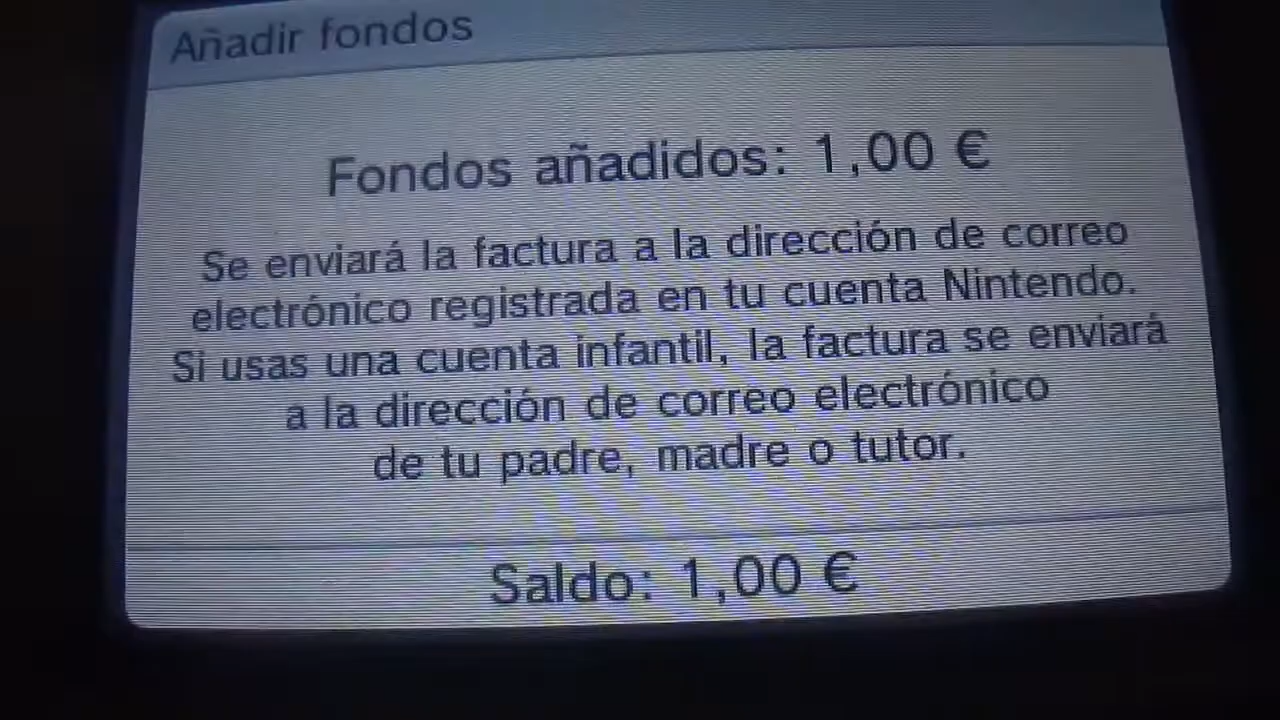 Añadir fondos
Fondos añadidos: 1,00 €
Se enviará la factura a la dirección de correo
electrónico registrada en tu cuenta Nintendo.
Si usas una cuenta infantil, la factura se enviará
a la dirección de correo electrónico
de tu padre, madre o tutor.
Saldo: 1,00 €